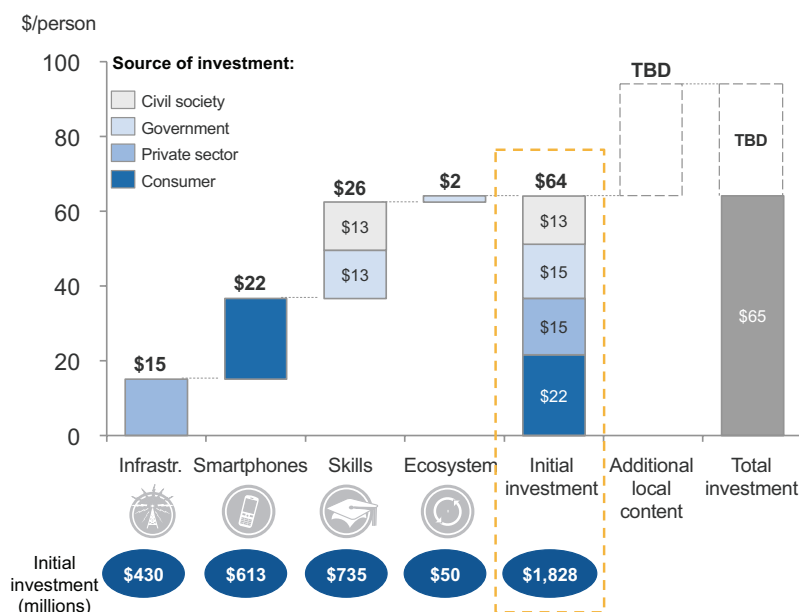 $/person
100
80
60
40
20
0
Source of investment:
Civil society
Government
Private sector
Consumer
$15
$22
$26
$13
$13
$2
$64
$13
$15
$15
$22
TBD
TBD
$65
Infrastr.
Smartphones
Skills
Ecosystem
Initial
investment
Additional
local
content
Total
investment
Initial
investment
(millions)
$430
$613
$735
$50
$1,828